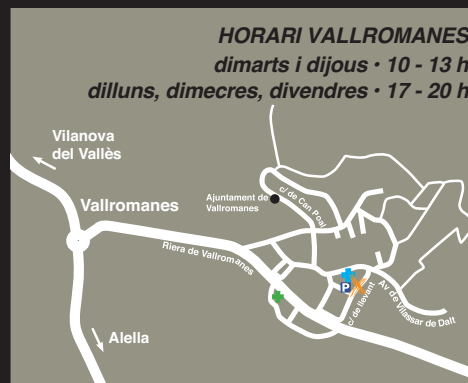 HORARI VALLROMANES
dimarts i dijous • 10 - 13 h
dilluns, dimecres, divendres • 17 - 20 h
Vilanova
del Vallès
Vallromanes
Ajuntament de
Vallromanes
c/ de Can Poal
Riera de Vallromanes
P
c/ de llevant
Av de Vilassar de Dalt
Alella